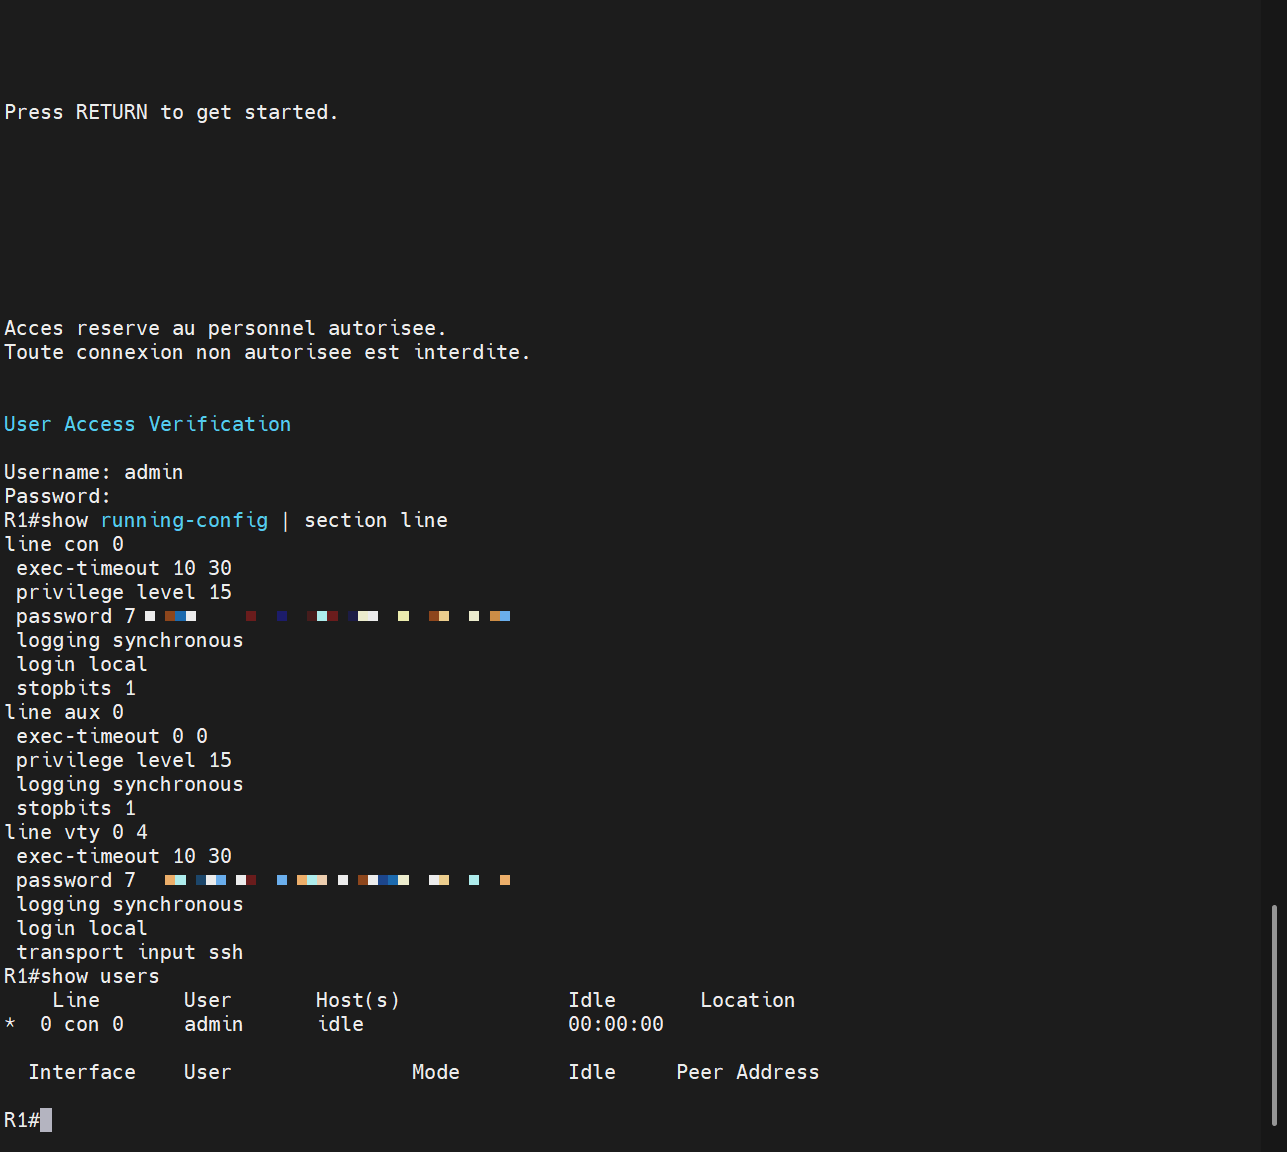 Press RETURN to get started.
Acces reserve au personnel autorisee.
Toute connexion non autorisee est interdite.
User Access Verification
Username: admin
Password:
R1#show running-config | section line
line con 0
exec-timeout 10 30
privilege level 15
password 7
logging synchronous
login local
stopbits 1
line aux 0
exec-timeout 0 0
privilege level 15
logging synchronous
stopbits 1
line vty 0 4
exec-timeout 10 30
password 7
logging synchronous
login local
transport input ssh
R1#show users
Line User Host(s) Idle Location
* 0 con 0 admin idle 00:00:00
Interface User Mode Idle Peer Address
R1#